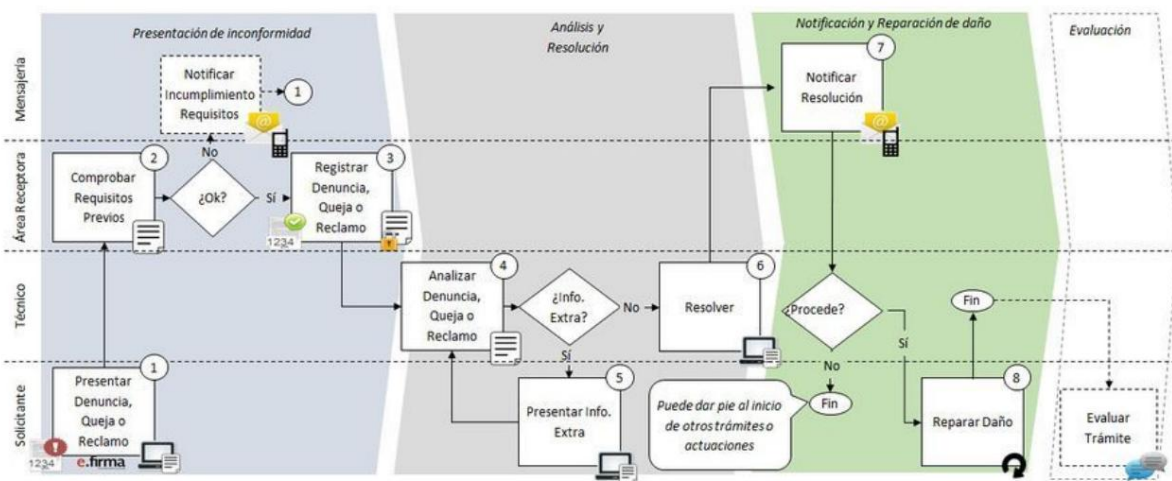 Presentación de inconformidad
Análisis y
Resolución
Notificación y Reparación de daño
Evaluación
Mensajería
Notificar
Incumplimiento
Requisitos
@
1
7
Notificar
Resolución
@
Área Receptora
2
Comprobar
Requisitos
Previos
No
¿Ok?
Sí
3
Registrar
Denuncia,
Queja o
Reclamo
1234
!
Técnico
4
Analizar
Denuncia,
Queja o
Reclamo
¿Info.
Extra?
No
Sí
6
Resolver
¿Procede?
Sí
No
Fin
Fin
Solicitante
1
Presentar
Denuncia,
Queja o
Reclamo
!
1234
e.firma
5
Presentar Info.
Extra
Puede dar pie al inicio
de otros trámites o
actuaciones
8
Reparar Daño
Evaluar
Trámite